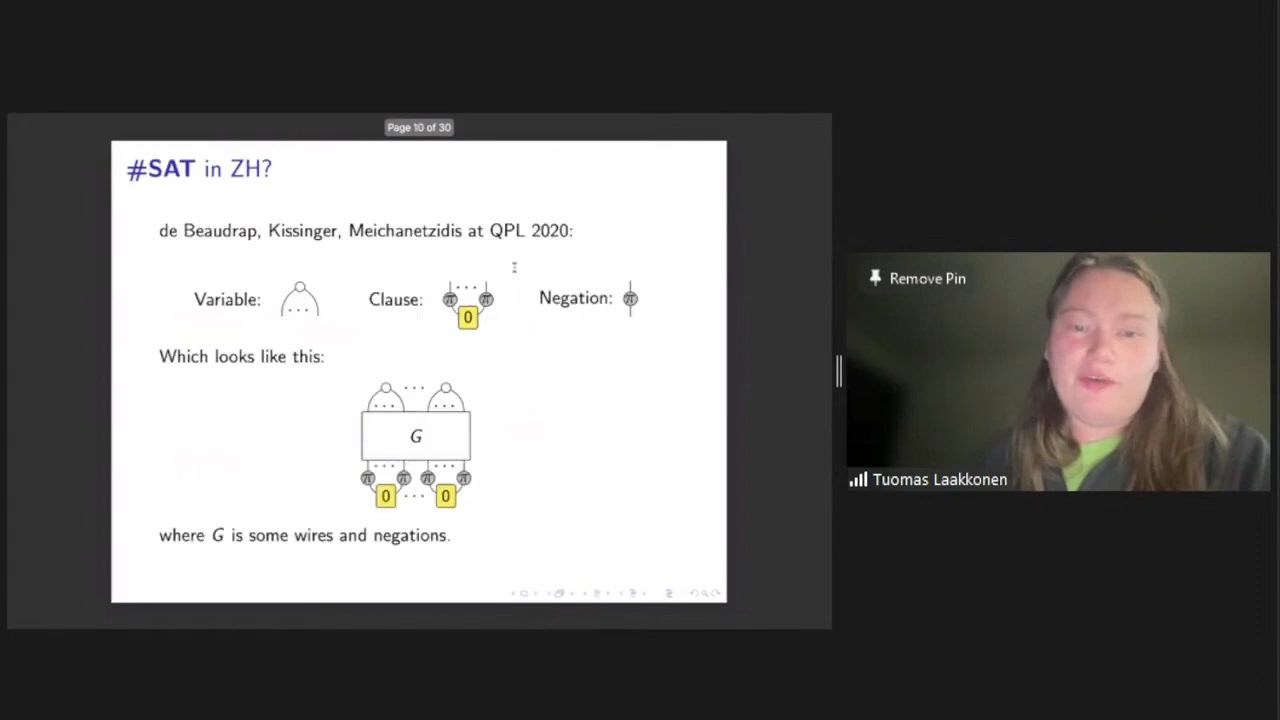 Page 10 of 30
#SAT in ZH?
de Beaudrap, Kissinger, Meichanetzidis at QPL 2020:
Variable: ... Clause: π ... π 0 Negation: π
Which looks like this:
...
... ...
G
... ...
π π π π
0 ... 0
where G is some wires and negations.
Remove Pin
Tuomas Laakkonen